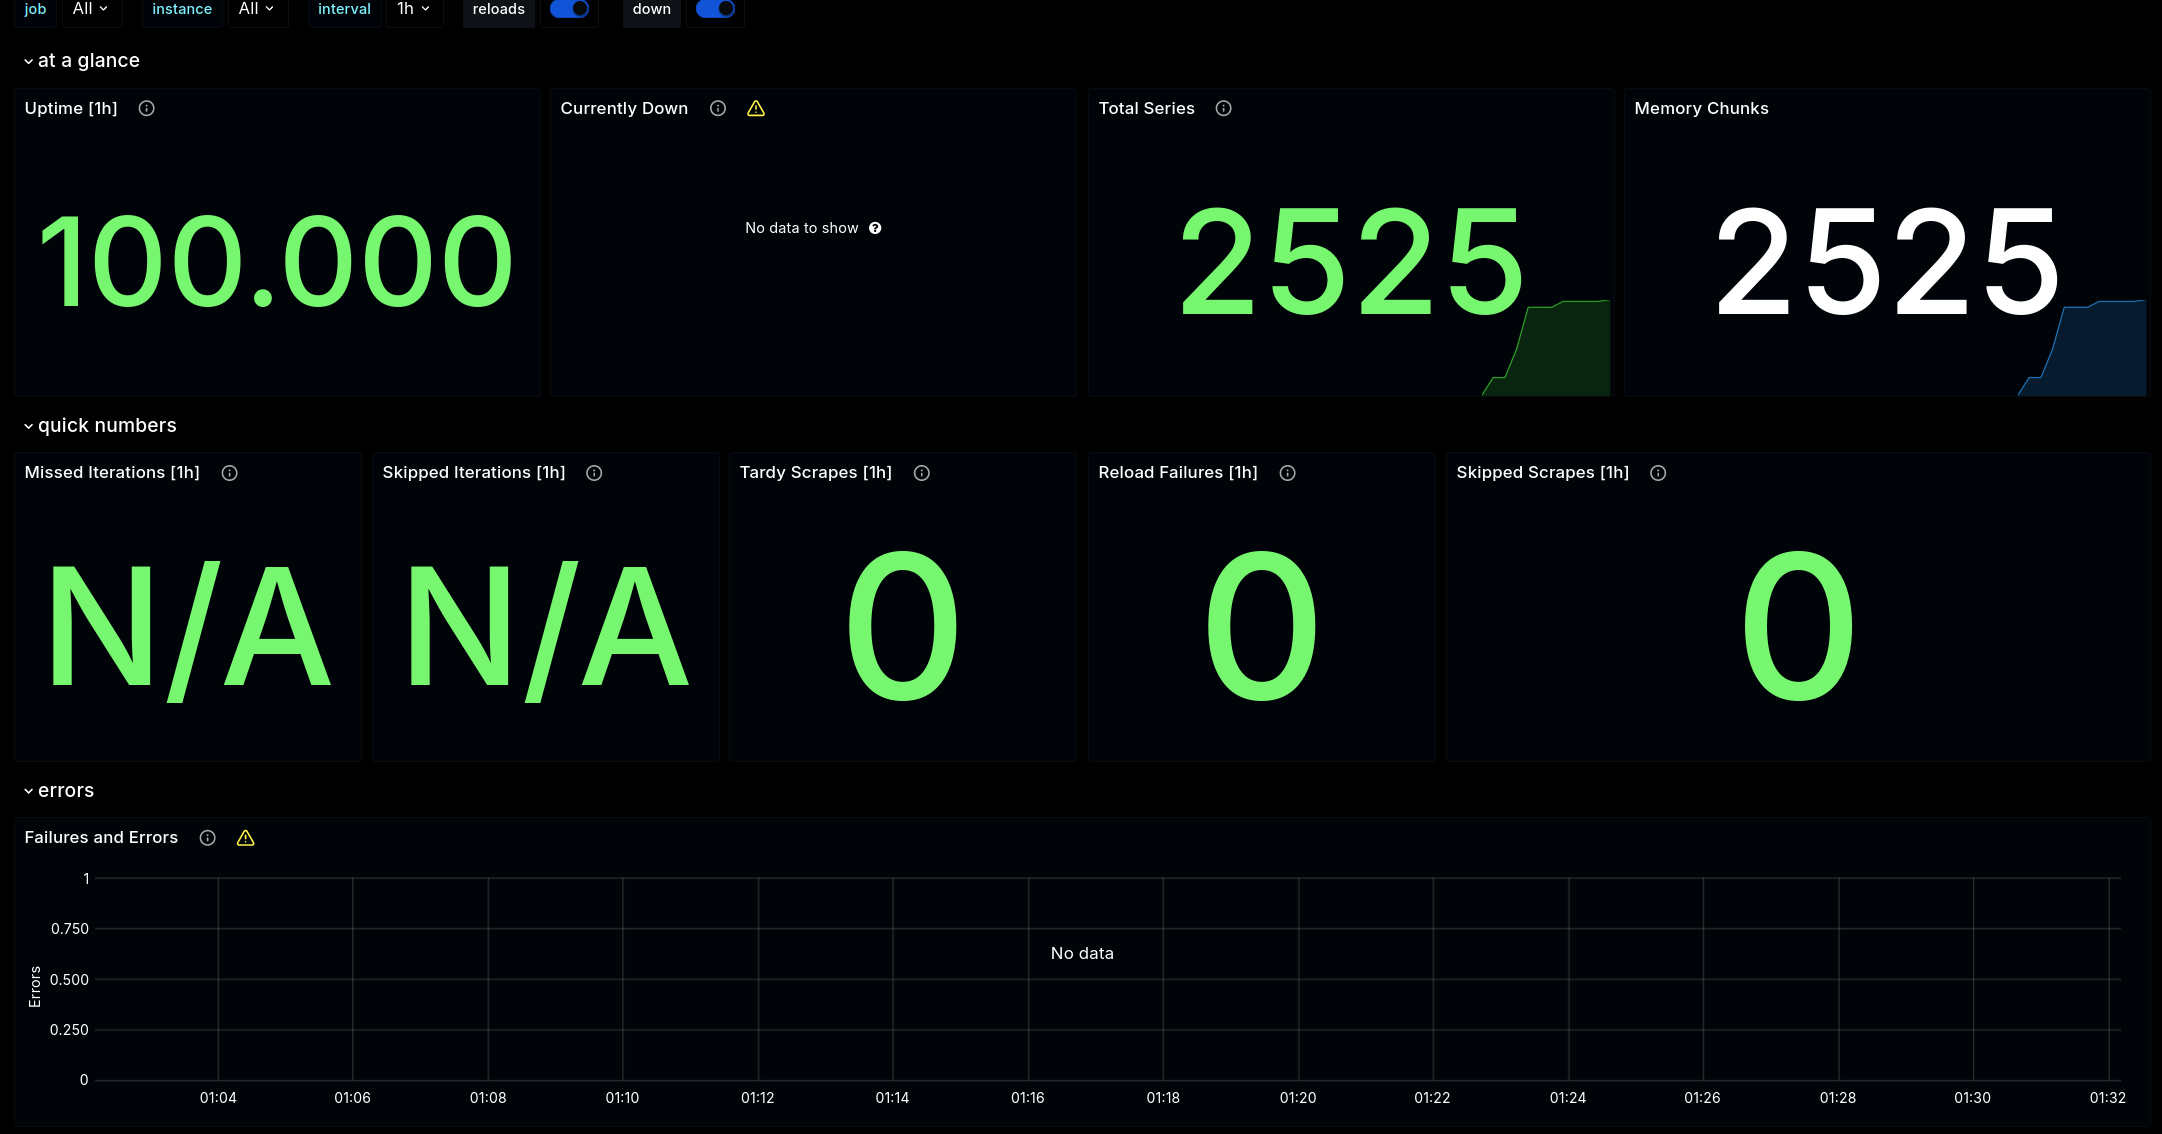 job All instance All interval 1h reloads down
at a glance
Uptime [1h] Currently Down Total Series Memory Chunks
100.000 No data to show 2525 2525
quick numbers
Missed Iterations [1h] Skipped Iterations [1h] Tardy Scrapes [1h] Reload Failures [1h] Skipped Scrapes [1h]
N/A N/A 0 0 0
errors
Failures and Errors
1
0.750
No data
0.500
Errors
0.250
0
01:04 01:06 01:08 01:10 01:12 01:14 01:16 01:18 01:20 01:22 01:24 01:26 01:28 01:30 01:32